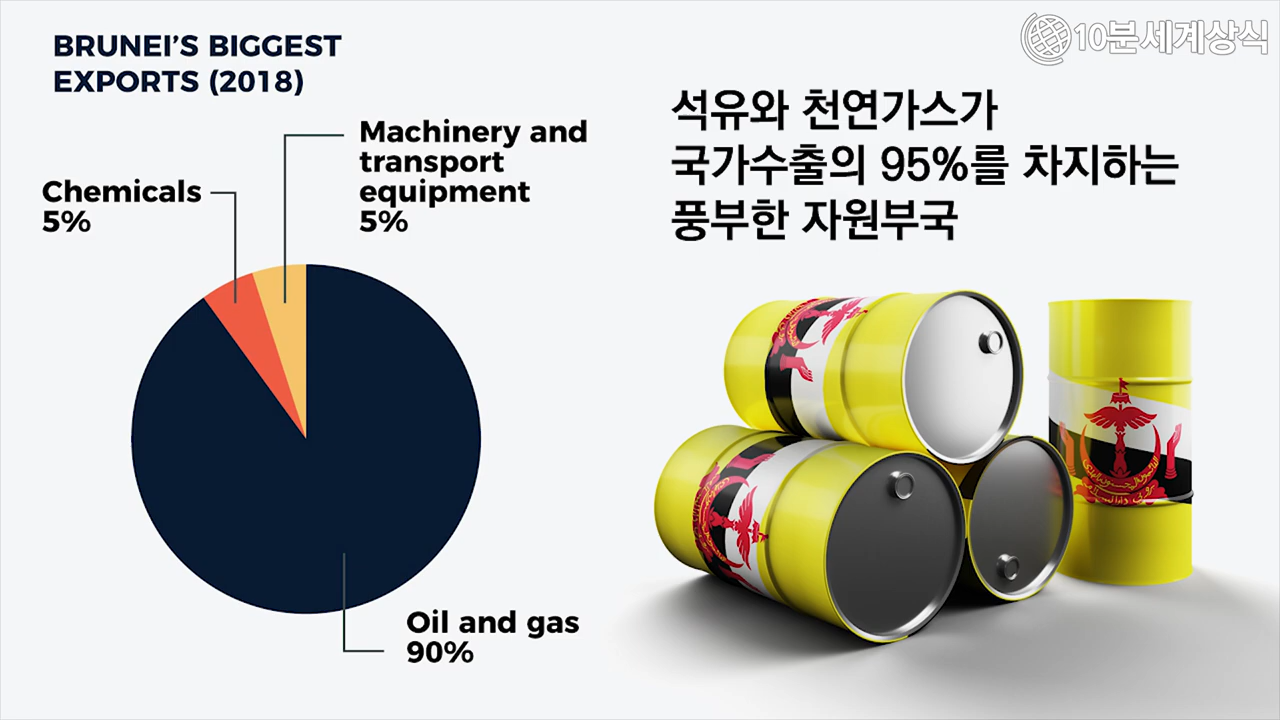 BRUNEI'S BIGGEST
EXPORTS (2018)
Machinery and
transport
equipment
5%
Chemicals
5%
Oil and gas
90%
10분세계상식
석유와 천연가스가
국가수출의 95%를 차지하는
풍부한 자원부국